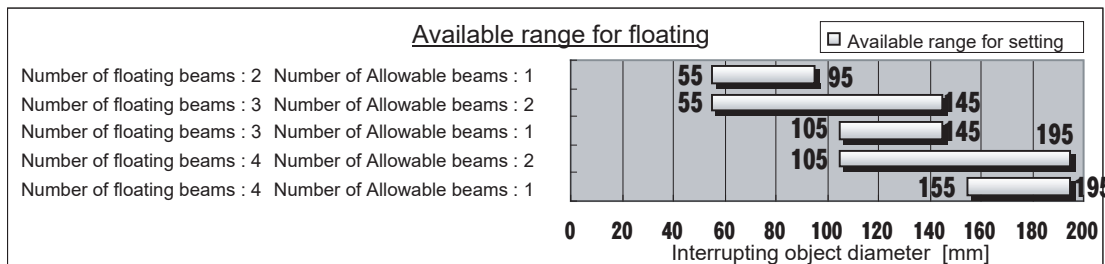 Available range for floating
Available range for setting
Number of floating beams : 2 Number of Allowable beams : 1 55 95
Number of floating beams : 3 Number of Allowable beams : 2 55 145
Number of floating beams : 3 Number of Allowable beams : 1 105 145
Number of floating beams : 4 Number of Allowable beams : 2 105 195
Number of floating beams : 4 Number of Allowable beams : 1 155 195
0 20 40 60 80 100 120 140 160 180 200
Interrupting object diameter [mm]